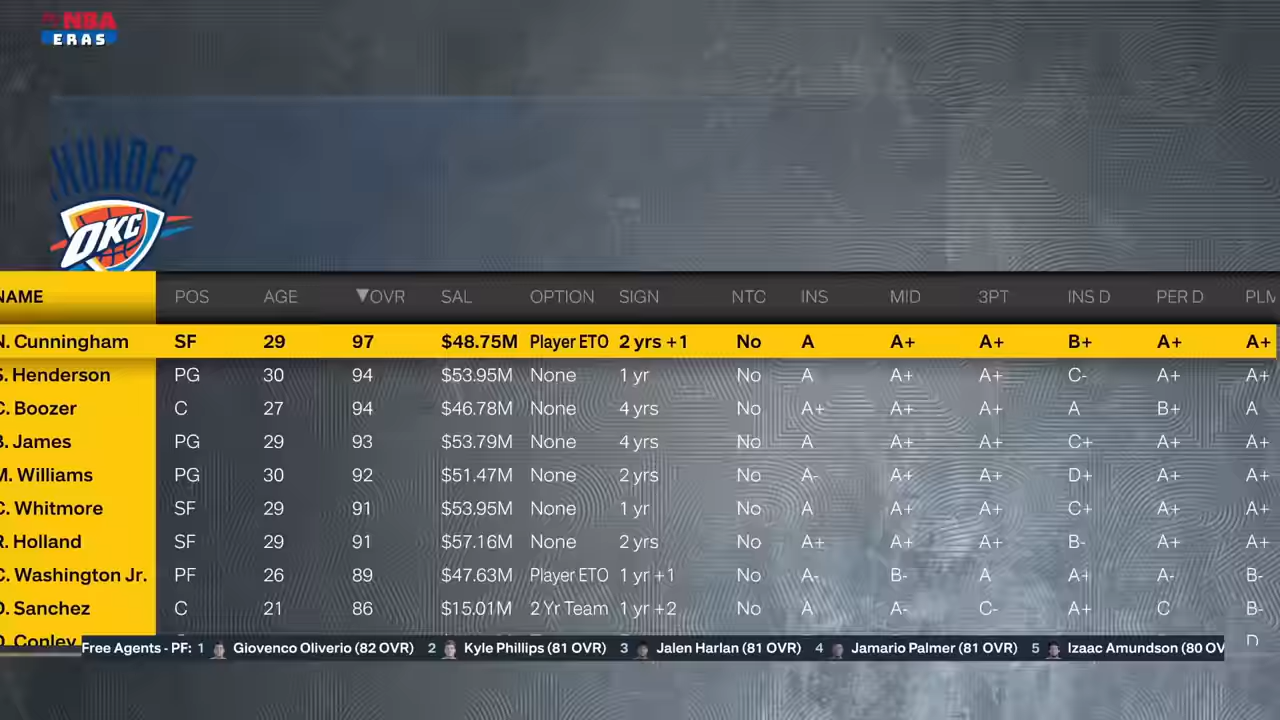 NBA
ERAS
THUNDER
OKC
NAME POS AGE ▼OVR SAL OPTION SIGN NTC INS MID 3PT INS D PER D PLM
N. Cunningham SF 29 97 $48.75M Player ETO 2 yrs +1 No A A+ A+ B+ A+ A+
S. Henderson PG 30 94 $53.95M None 1 yr No A A+ A+ C- A+ A+
C. Boozer C 27 94 $46.78M None 4 yrs No A+ A+ A+ A B+ A
B. James PG 29 93 $53.79M None 4 yrs No A A+ A+ C+ A+ A+
M. Williams PG 30 92 $51.47M None 2 yrs No A- A+ A+ D+ A+ A+
C. Whitmore SF 29 91 $53.95M None 1 yr No A A+ A+ C+ A+ A+
R. Holland SF 29 91 $57.16M None 2 yrs No A+ A+ A+ B- A+ A+
C. Washington Jr. PF 26 89 $47.63M Player ETO 1 yr +1 No A- B- A A+ A- B-
D. Sanchez C 21 86 $15.01M 2 Yr Team 1 yr +2 No A A- C- A+ C B-
D. Conley D
Free Agents - PF: 1 Giovenco Oliverio (82 OVR) 2 Kyle Phillips (81 OVR) 3 Jalen Harlan (81 OVR) 4 Jamario Palmer (81 OVR) 5 Izaac Amundson (80 OV